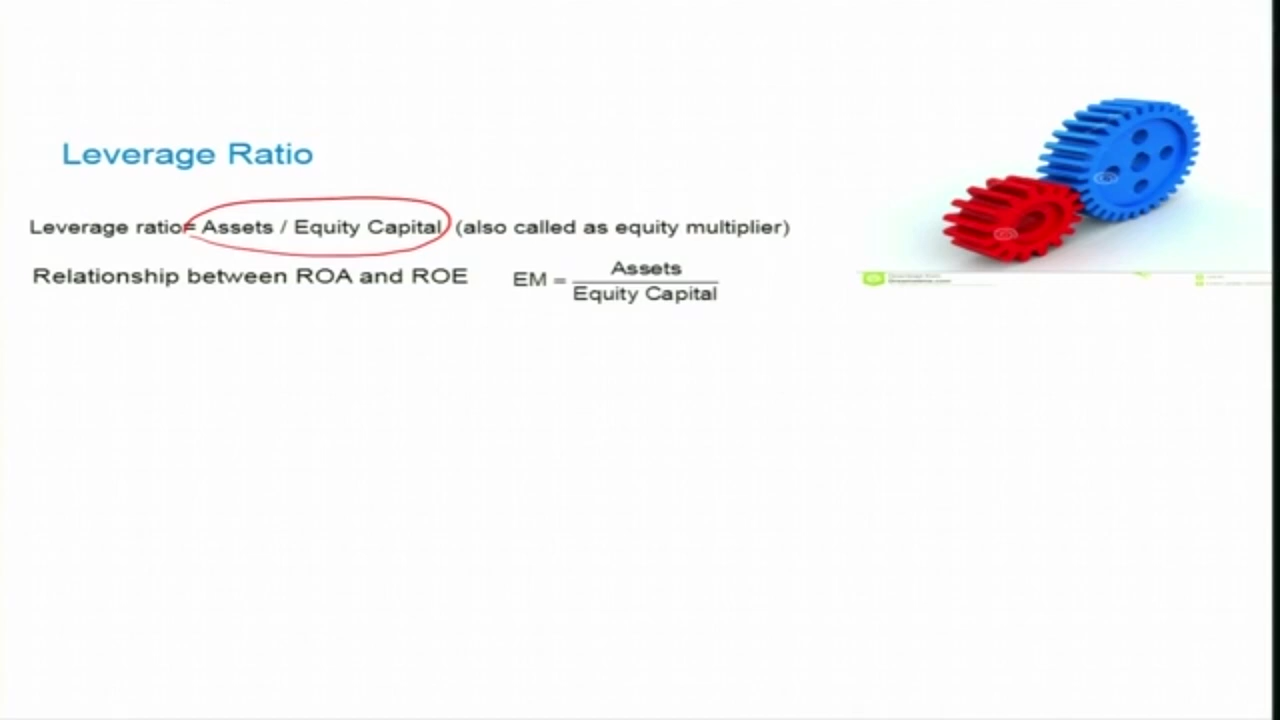 Leverage Ratio
Leverage ratio= Assets / Equity Capital (also called as equity multiplier)
Relationship between ROA and ROE EM = Assets
Equity Capital